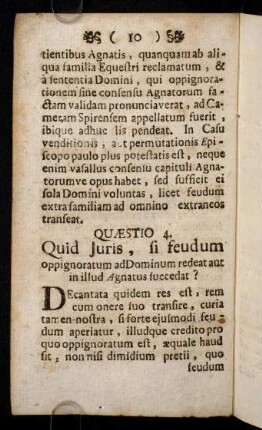 ( 10 )
tientibus Agnatis, quanquam ab ali-
qua familia Equestri reclamatum, &
à sententia Domini, qui oppignora-
tionem sine consensu Agnatorum fa-
ctam validam pronunciaverat, ad Ca-
meram Spirensem appellatum fuerit,
ibique adhuc lis pendeat. In Casu
venditionis, aut permutationis Epi-
scopo paulo plus potestatis est, neque
enim vasallus consensu capituli Agna-
torumve opus habet, sed sufficit ei
sola Domini voluntas, licet feudum
extra familiam ad omnino extraneos
transeat.
QUÆSTIO 4.
Quid Juris, si feudum
oppignoratum ad Dominum redeat aut
in illud Agnatus succedat?
DEcantata quidem res est, rem
cum onere suo transire, curia
tamen nostra, si forte ejusmodi feu-
dum aperiatur, illudque credito pro
quo oppignoratum est, æquale haud
sit, non nisi dimidium pretii, quo
feudum